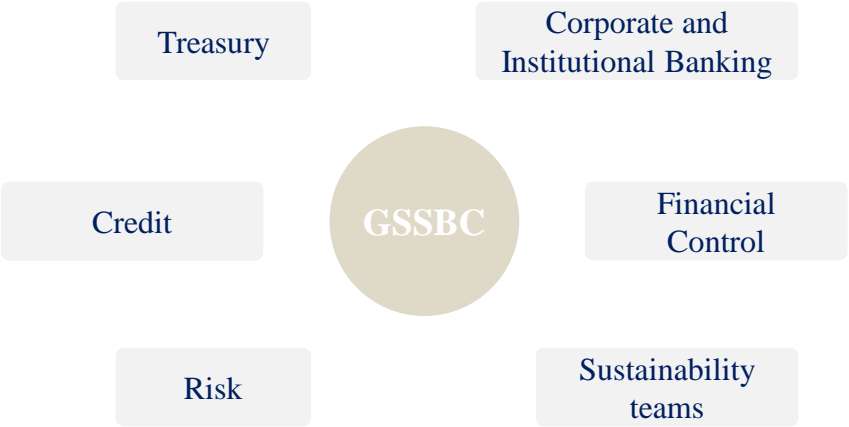 Treasury
Corporate and
Institutional Banking
Credit
GSSBC
Financial
Control
Risk
Sustainability
teams